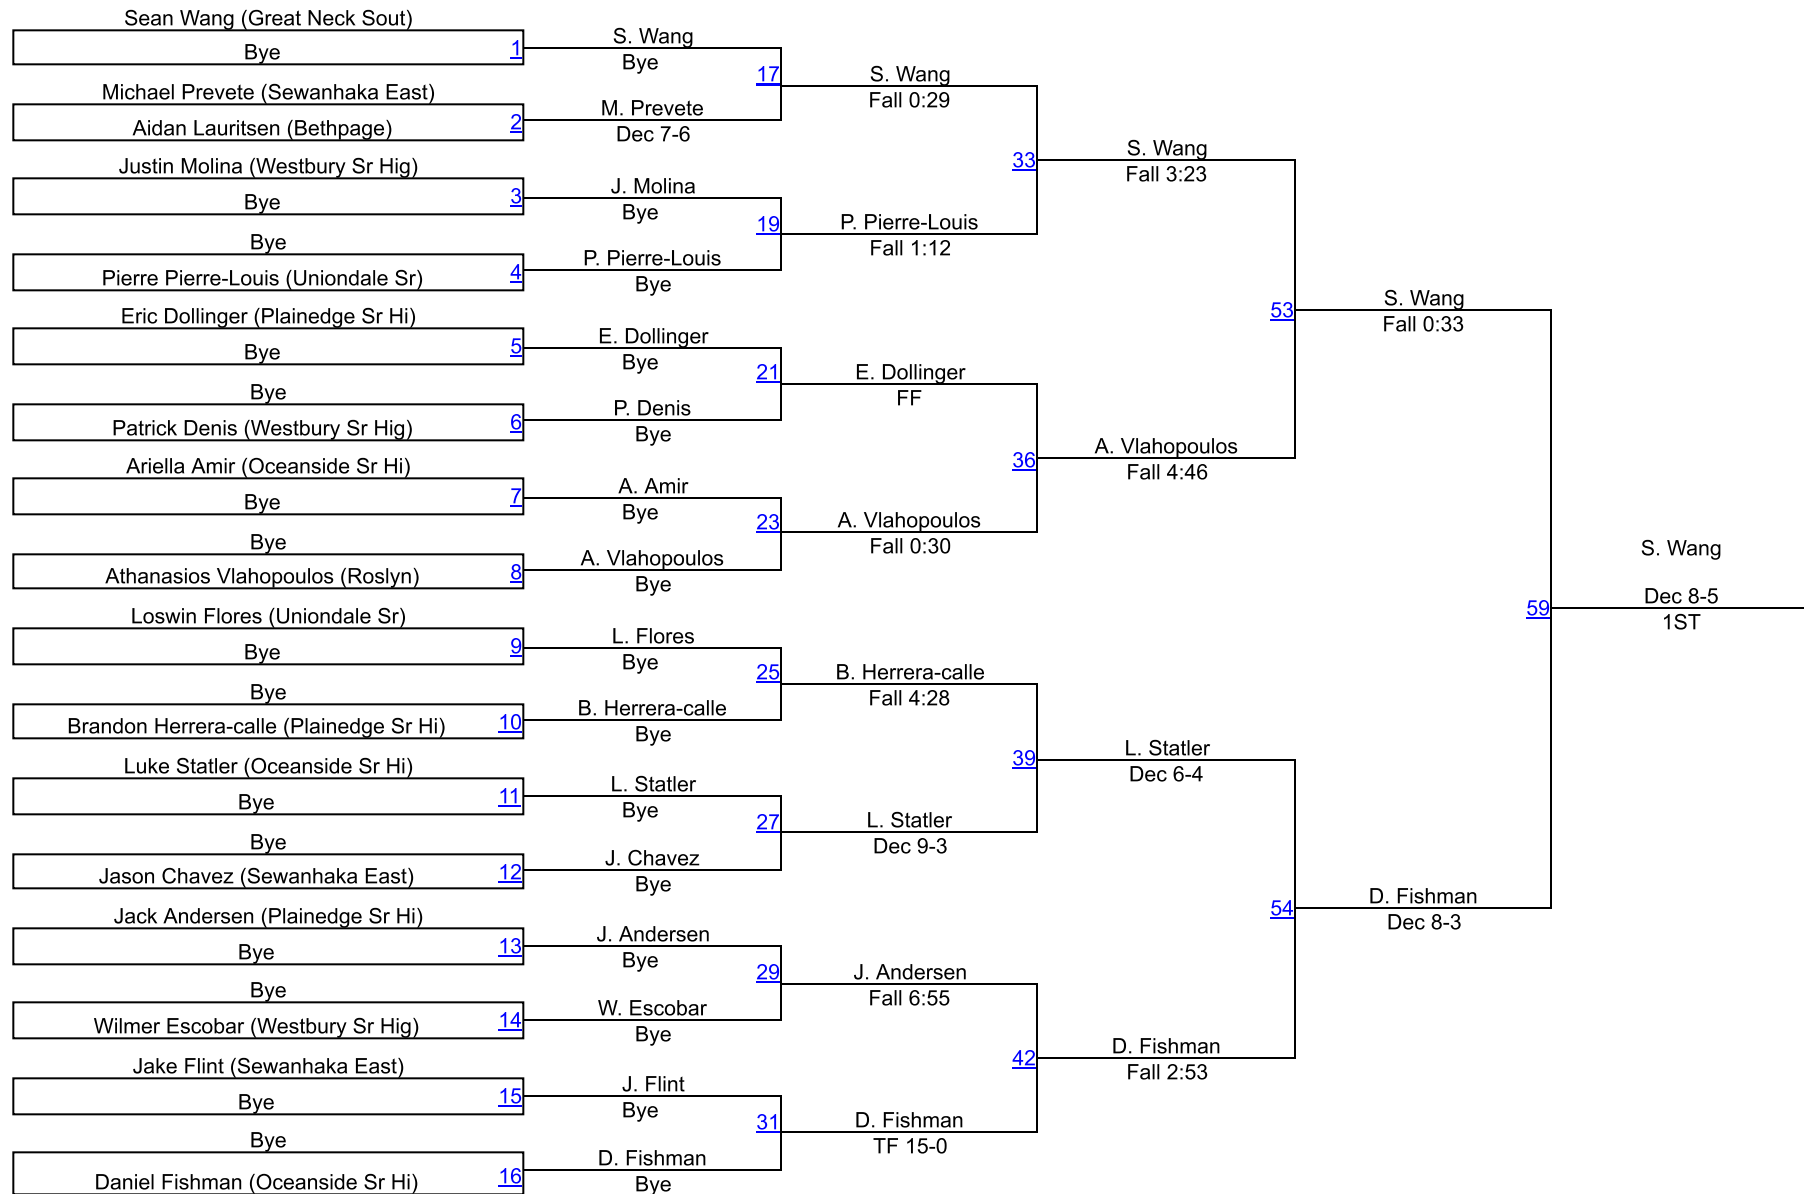 Sean Wang (Great Neck Sout)
Bye
1
Michael Prevete (Sewanhaka East)
Aidan Lauritsen (Bethpage)
2
Justin Molina (Westbury Sr Hig)
Bye
3
Bye
Pierre Pierre-Louis (Uniondale Sr)
4
Eric Dollinger (Plainedge Sr Hi)
Bye
5
Bye
Patrick Denis (Westbury Sr Hig)
6
Ariella Amir (Oceanside Sr Hi)
Bye
7
Bye
Athanasios Vlahopoulos (Roslyn)
8
Loswin Flores (Uniondale Sr)
Bye
9
Bye
Brandon Herrera-calle (Plainedge Sr Hi)
10
Luke Statler (Oceanside Sr Hi)
Bye
11
Bye
Jason Chavez (Sewanhaka East)
12
Jack Andersen (Plainedge Sr Hi)
Bye
13
Bye
Wilmer Escobar (Westbury Sr Hig)
14
Jake Flint (Sewanhaka East)
Bye
15
Bye
Daniel Fishman (Oceanside Sr Hi)
16
S. Wang
Bye
17
M. Prevete
Dec 7-6
J. Molina
Bye
19
P. Pierre-Louis
Bye
E. Dollinger
Bye
21
P. Denis
Bye
A. Amir
Bye
23
A. Vlahopoulos
Bye
L. Flores
Bye
25
B. Herrera-calle
Bye
L. Statler
Bye
27
J. Chavez
Bye
J. Andersen
Bye
29
W. Escobar
Bye
J. Flint
Bye
31
D. Fishman
Bye
S. Wang
Fall 0:29
33
P. Pierre-Louis
Fall 1:12
E. Dollinger
FF
36
A. Vlahopoulos
Fall 0:30
B. Herrera-calle
Fall 4:28
39
L. Statler
Dec 9-3
J. Andersen
Fall 6:55
42
D. Fishman
TF 15-0
S. Wang
Fall 3:23
53
A. Vlahopoulos
Fall 4:46
L. Statler
Dec 6-4
54
D. Fishman
Fall 2:53
S. Wang
Fall 0:33
59
D. Fishman
Dec 8-3
S. Wang
Dec 8-5
1ST